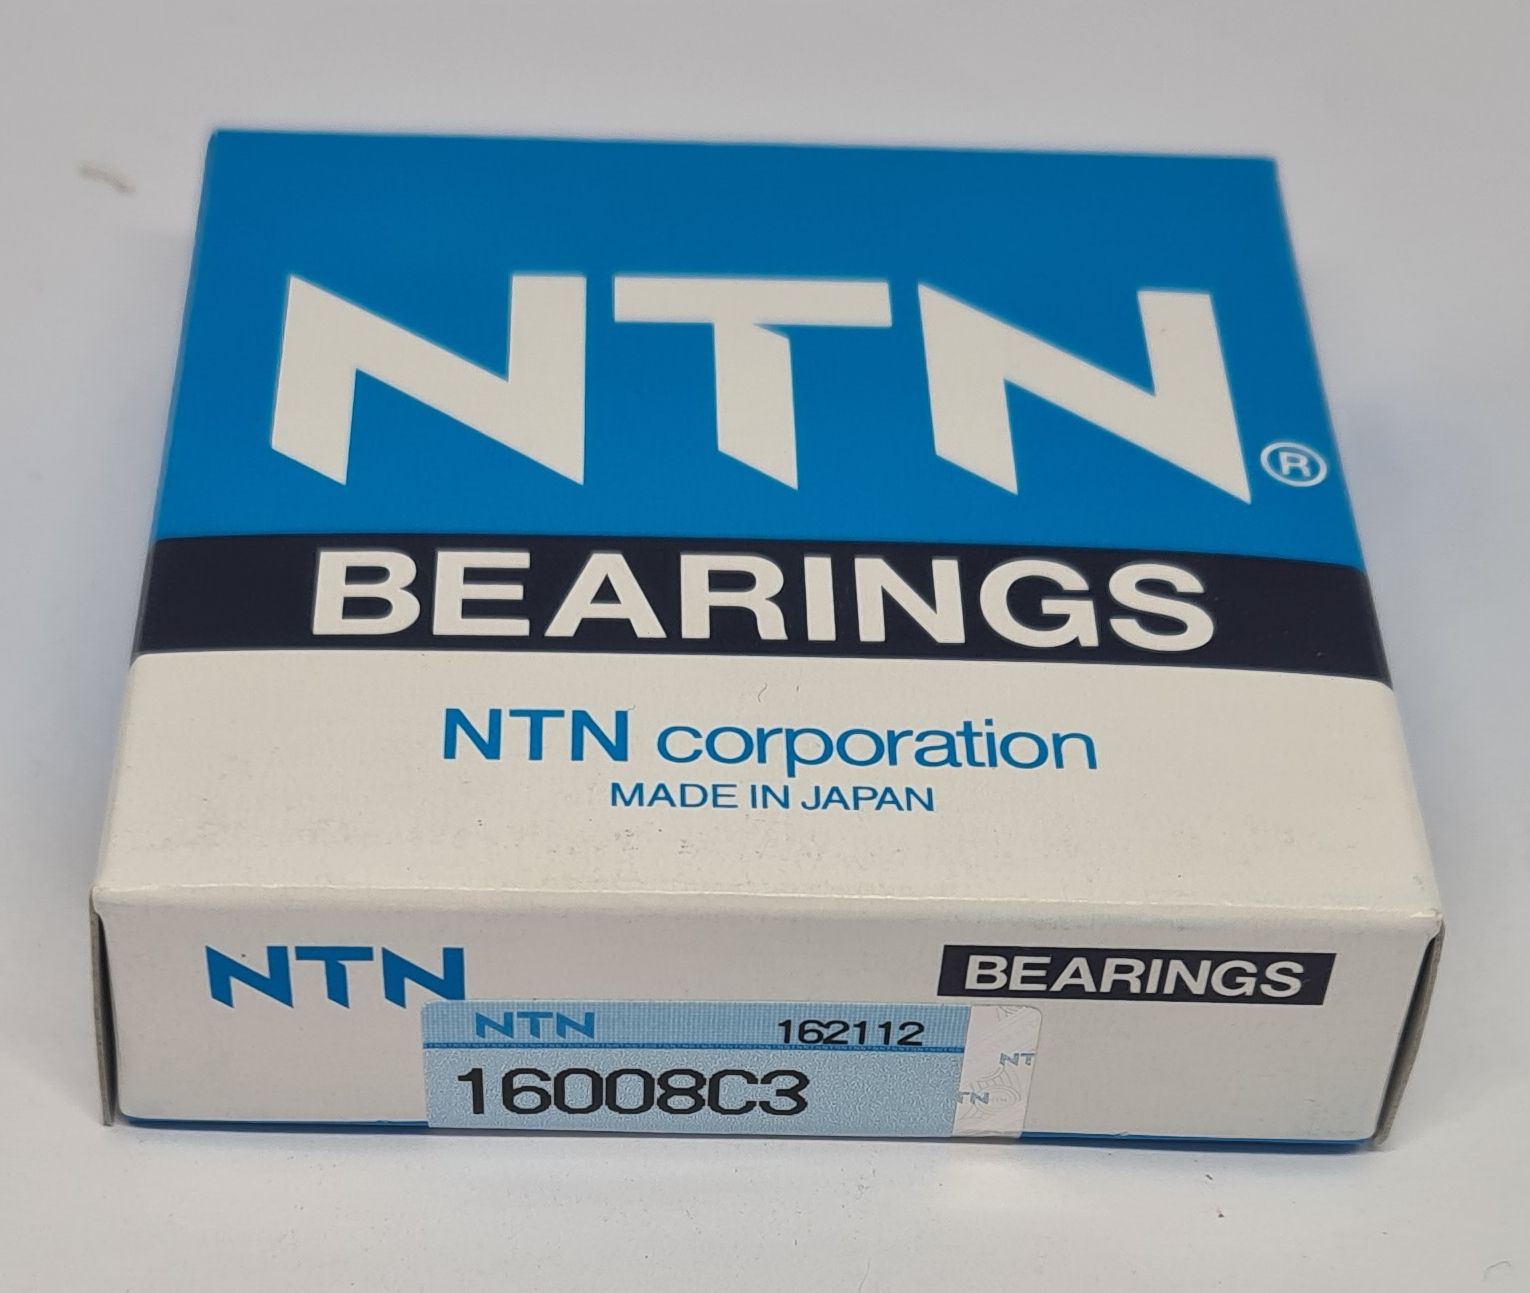 NTN®
BEARINGS
NTN corporation
MADE IN JAPAN
NTN BEARINGS
NTN 162112
16008C3